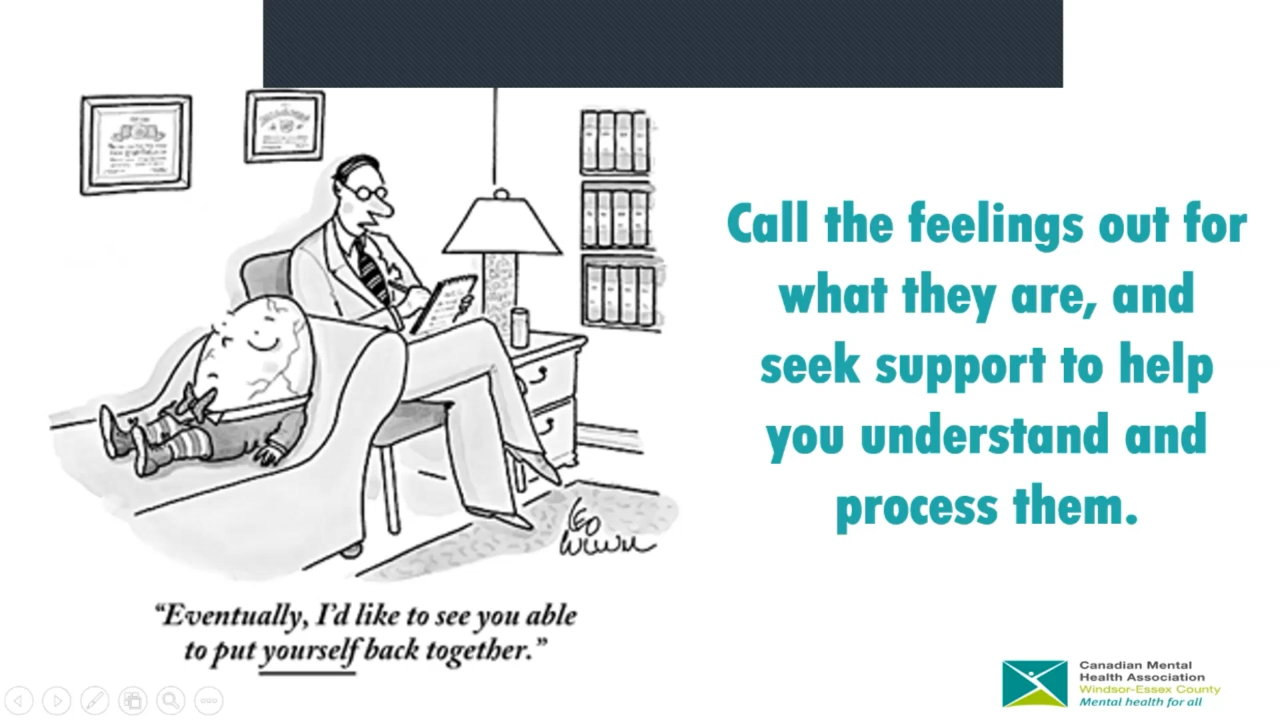 Call the feelings out for
what they are, and
seek support to help
you understand and
process them.
“Eventually, I’d like to see you able
to put yourself back together.”
Canadian Mental
Health Association
Windsor-Essex County
Mental health for all